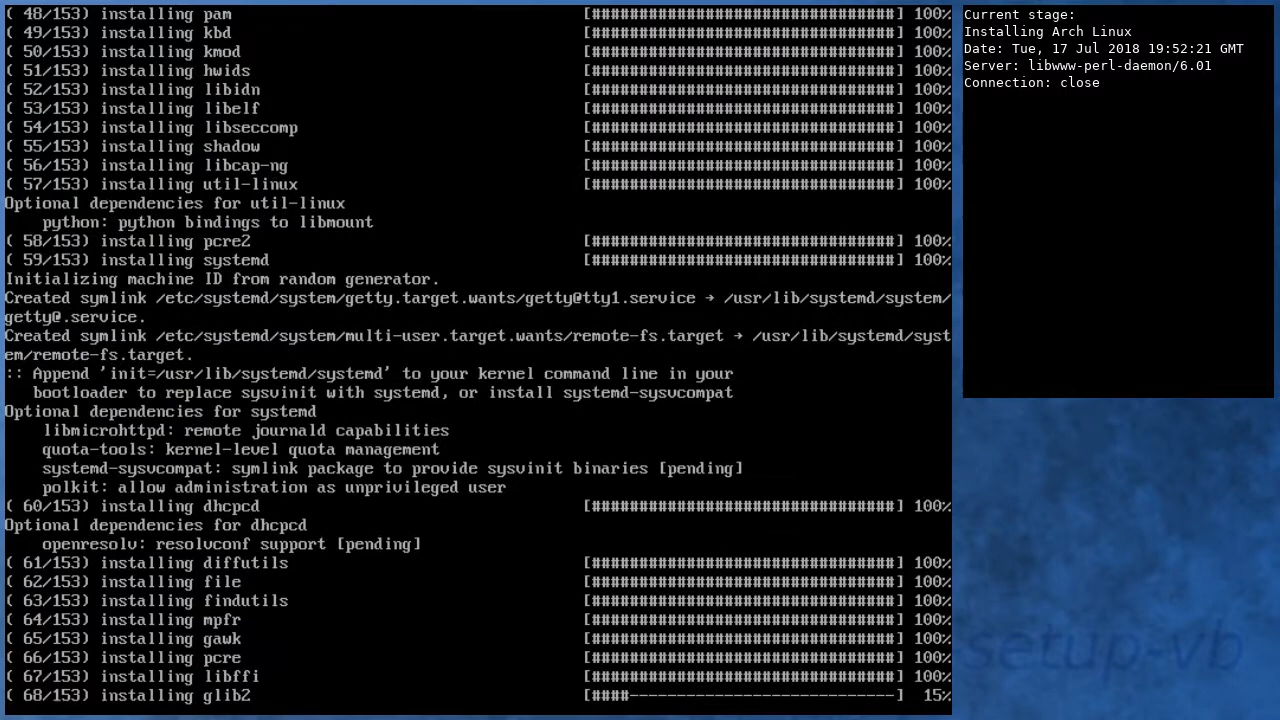 ( 48/153) installing pam [################################] 100%
( 49/153) installing kbd [################################] 100%
( 50/153) installing kmod [################################] 100%
( 51/153) installing hwids [################################] 100%
( 52/153) installing libidn [################################] 100%
( 53/153) installing libelf [################################] 100%
( 54/153) installing libseccomp [################################] 100%
( 55/153) installing shadow [################################] 100%
( 56/153) installing libcap-ng [################################] 100%
( 57/153) installing util-linux [################################] 100%
Optional dependencies for util-linux
    python: python bindings to libmount
( 58/153) installing pcre2 [################################] 100%
( 59/153) installing systemd [################################] 100%
Initializing machine ID from random generator.
Created symlink /etc/systemd/system/getty.target.wants/getty@tty1.service → /usr/lib/systemd/system/
getty@.service.
Created symlink /etc/systemd/system/multi-user.target.wants/remote-fs.target → /usr/lib/systemd/syst
em/remote-fs.target.
:: Append 'init=/usr/lib/systemd/systemd' to your kernel command line in your
   bootloader to replace sysvinit with systemd, or install systemd-sysvcompat
Optional dependencies for systemd
    libmicrohttpd: remote journald capabilities
    quota-tools: kernel-level quota management
    systemd-sysvcompat: symlink package to provide sysvinit binaries [pending]
    polkit: allow administration as unprivileged user
( 60/153) installing dhcpcd [################################] 100%
Optional dependencies for dhcpcd
    openresolv: resolvconf support [pending]
( 61/153) installing diffutils [################################] 100%
( 62/153) installing file [################################] 100%
( 63/153) installing findutils [################################] 100%
( 64/153) installing mpfr [################################] 100%
( 65/153) installing gawk [################################] 100%
( 66/153) installing pcre [################################] 100%
( 67/153) installing libffi [################################] 100%
( 68/153) installing glib2 [####----------------------------] 15%
Current stage:
Installing Arch Linux
Date: Tue, 17 Jul 2018 19:52:21 GMT
Server: libwww-perl-daemon/6.01
Connection: close
setup-vb